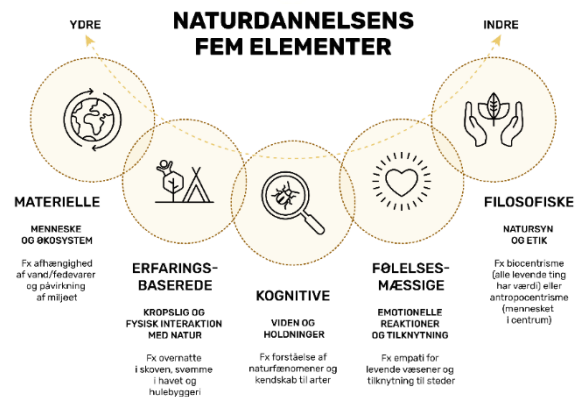 NATURDANNELSENS
FEM ELEMENTER
YDRE
INDRE
MATERIELLE
MENNESKE
OG ØKOSYSTEM
Fx afhængighed
af vand/fødevarer
og påvirkning
af miljøet
ERFARINGS-
BASEREDE
KROPSLIG OG
FYSISK INTERAKTION
MED NATUR
Fx overnatte
i skoven, svømme
i havet og
hulebyggeri
KOGNITIVE
VIDEN OG
HOLDNINGER
Fx forståelse af
naturfænomener og
kendskab til arter
FØLELSES-
MÆSSIGE
EMOTIONELLE
REAKTIONER
OG TILKNYTNING
Fx empati for
levende væsener og
tilknytning til steder
FILOSOFISKE
NATURSYN
OG ETIK
Fx biocentrisme
(alle levende ting
har værdi) eller
antropocentrisme
(mennesket
i centrum)